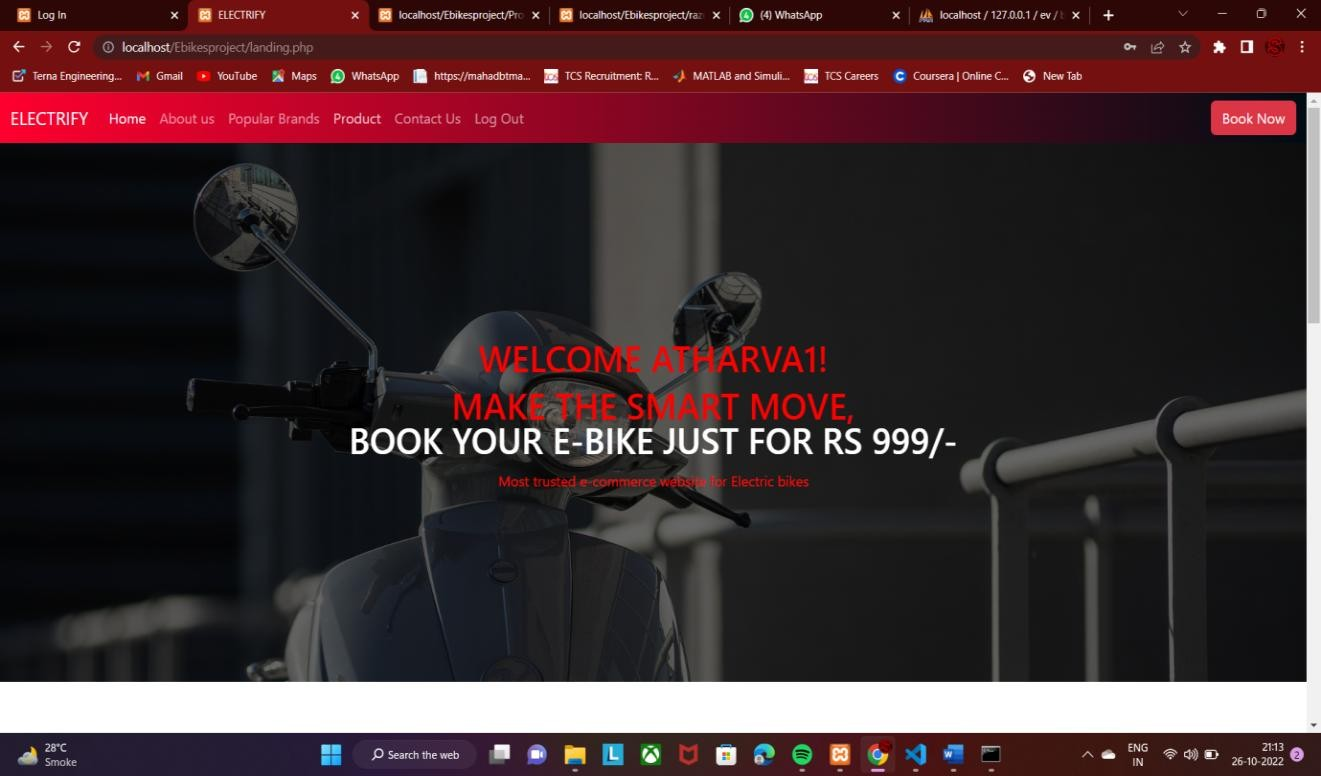 Log In
ELECTRIFY
localhost/Ebikesproject/Pro
localhost/Ebikesproject/raz
(4) WhatsApp
localhost / 127.0.0.1 / ev / b
localhost/Ebikesproject/landing.php
Terna Engineering...
Gmail
YouTube
Maps
WhatsApp
https://mahadbtma...
TCS Recruitment: R...
MATLAB and Simuli...
TCS Careers
Coursera | Online C...
New Tab
ELECTRIFY Home About us Popular Brands Product Contact Us Log Out Book Now
WELCOME ATHARVA1!
MAKE THE SMART MOVE,
BOOK YOUR E-BIKE JUST FOR RS 999/-
Most trusted e-commerce website for Electric bikes
28°C
Smoke
Search the web
ENG
IN
21:13
26-10-2022
2